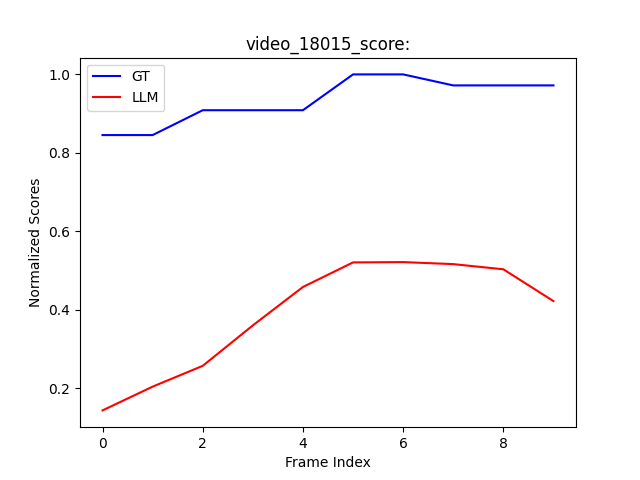 video_18015_score:
GT
LLM
1.0
0.8
0.6
0.4
0.2
Normalized Scores
0 2 4 6 8
Frame Index